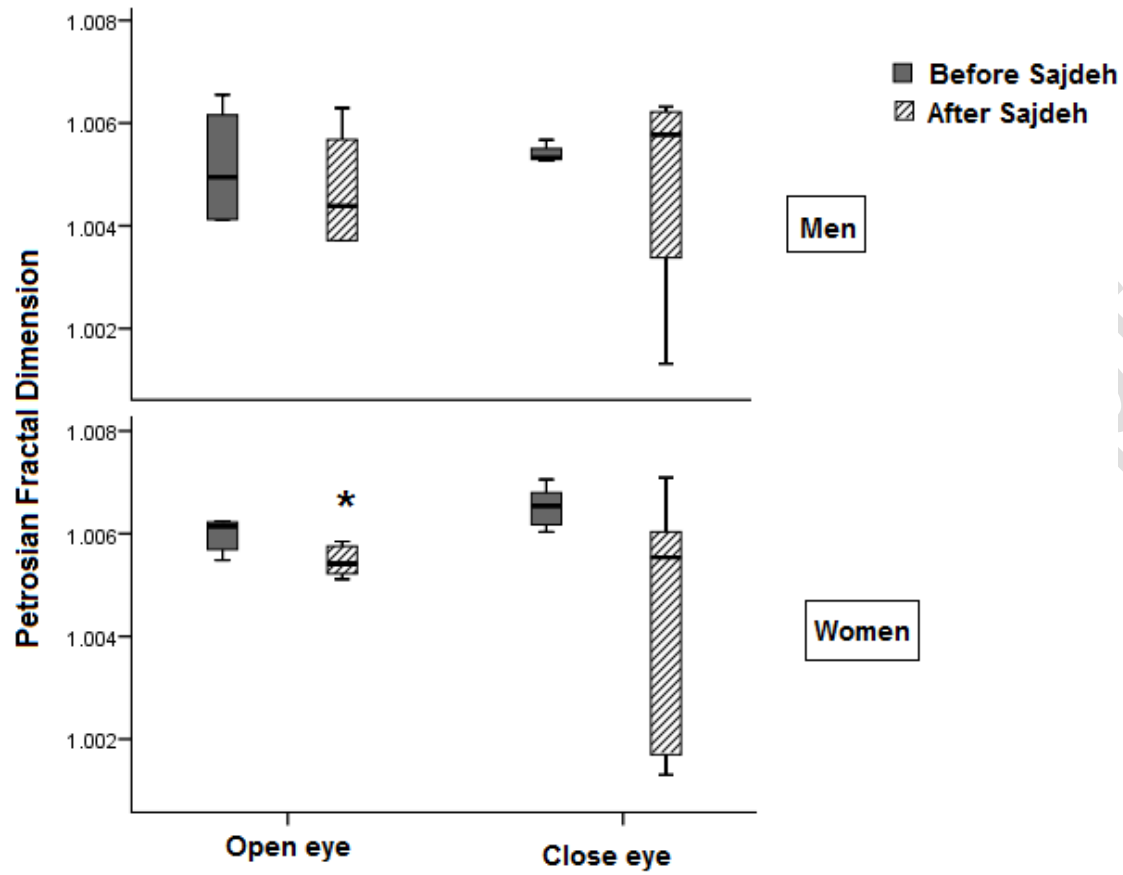 1.008
1.006
1.004
1.002
Before Sajdeh
After Sajdeh
Men
Petrosian Fractal Dimension
1.008
1.006
1.004
1.002
*
Women
Open eye
Close eye